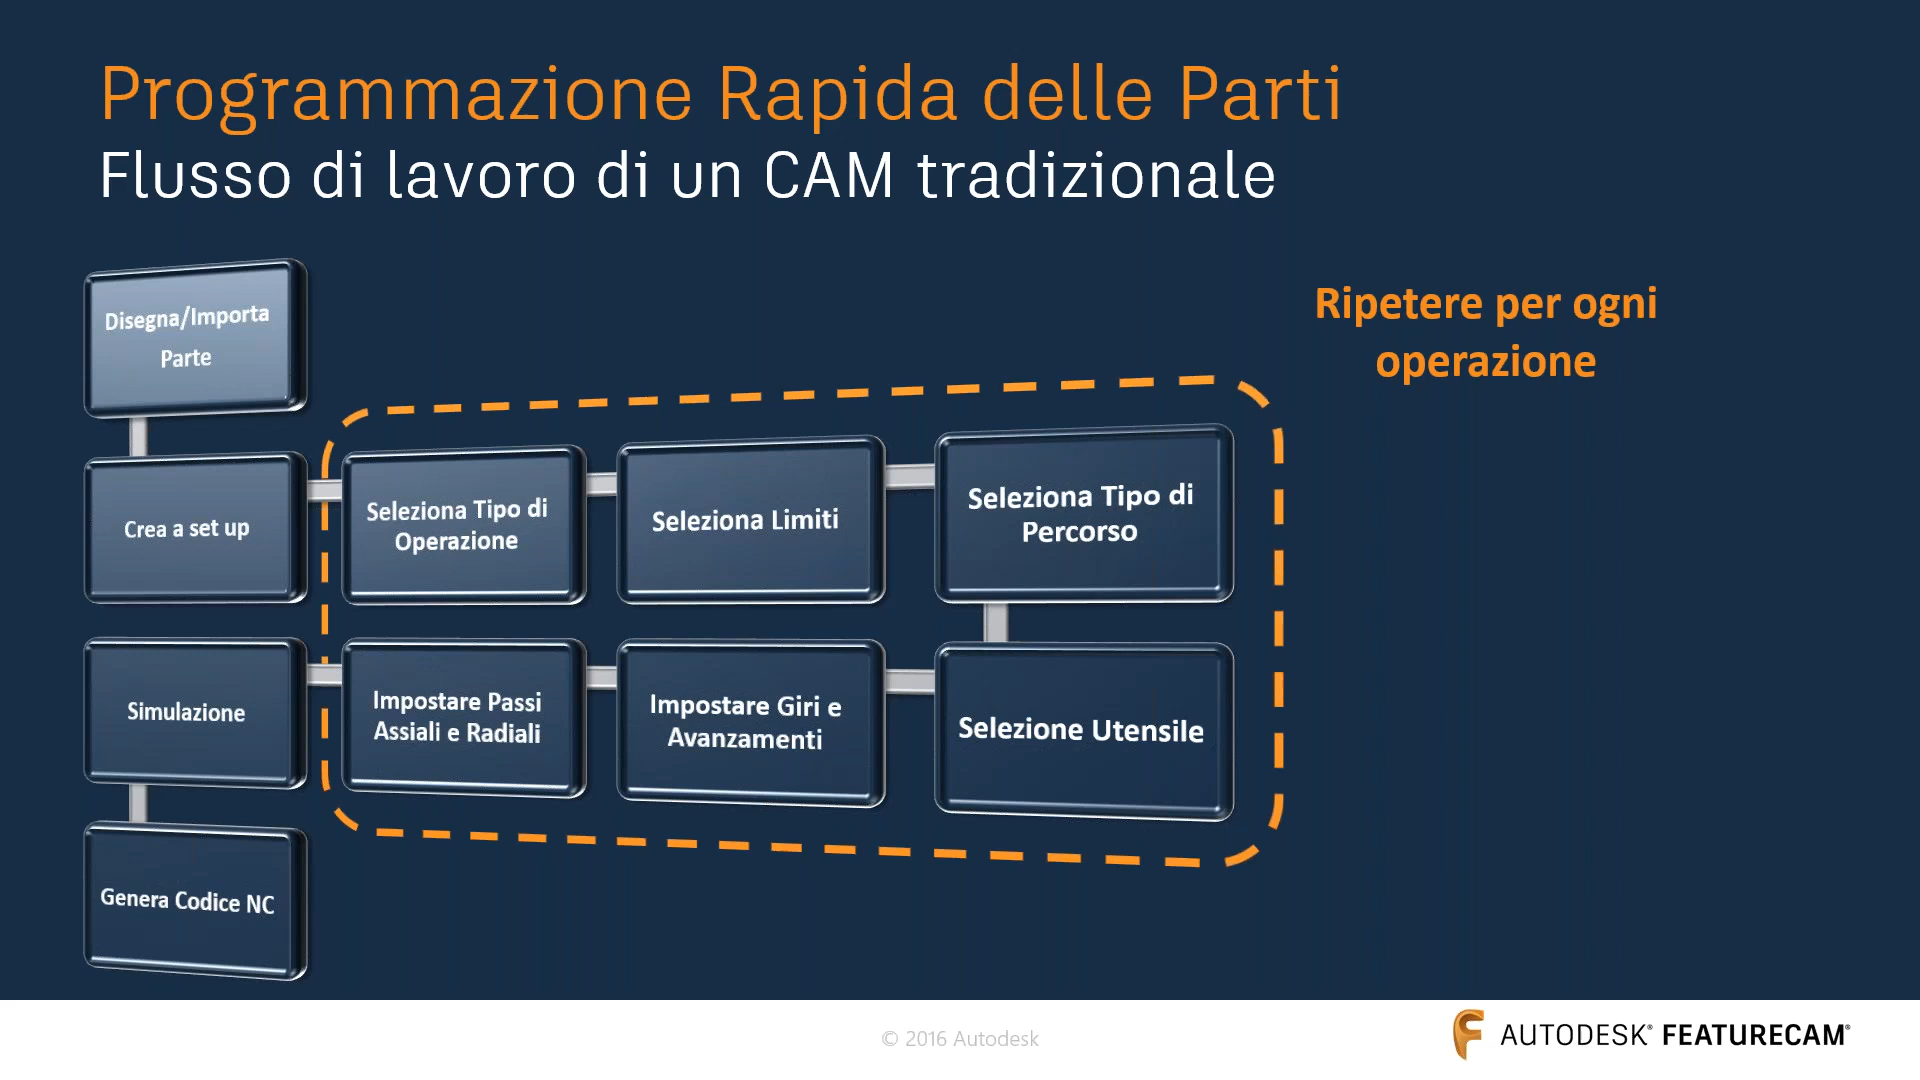 Programmazione Rapida delle Parti
Flusso di lavoro di un CAM tradizionale
Disegna/Importa
Parte
Ripetere per ogni
operazione
Crea a set up
Seleziona Tipo di
Operazione
Seleziona Limiti
Seleziona Tipo di
Percorso
Simulazione
Impostare Passi
Assiali e Radiali
Impostare Giri e
Avanzamenti
Selezione Utensile
Genera Codice NC
© 2016 Autodesk
AUTODESK® FEATURECAM®